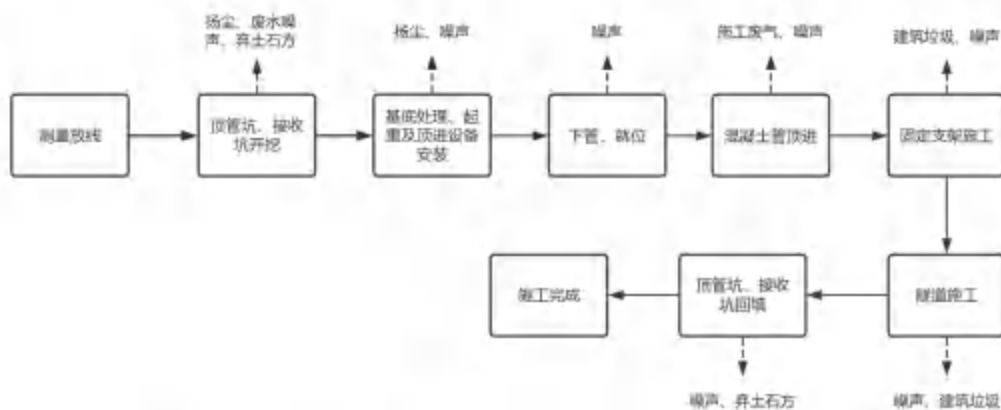 扬尘、废水噪
声、弃土石方
扬尘、噪声
噪声
施工废气、噪声
建筑垃圾、噪声
测量放线
顶管坑、接收
坑开挖
基底处理、起
重及顶进设备
安装
下管、就位
混凝土管顶进
固定支架施工
施工完成
顶管坑、接收
坑回填
隧道施工
噪声、弃土石方
噪声、建筑垃圾